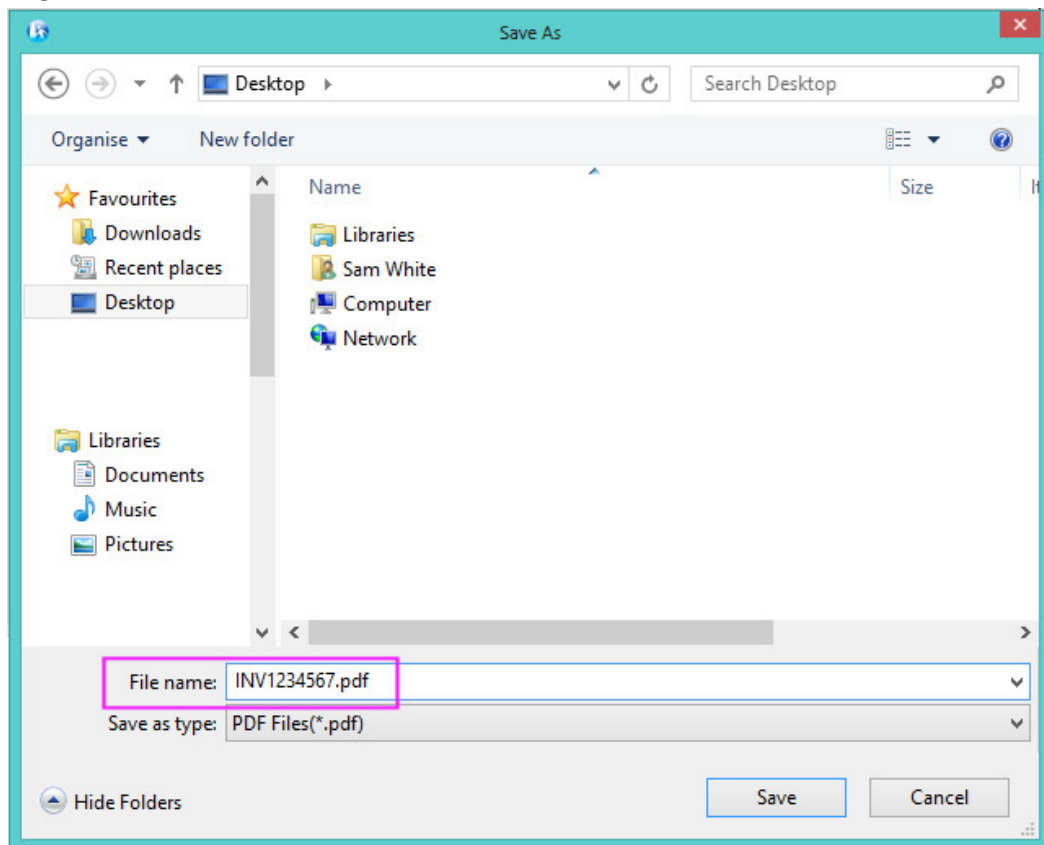 Save As
Desktop
Search Desktop
Organise
New folder
Name
Size
Favourites
Downloads
Recent places
Desktop
Libraries
Documents
Music
Pictures
Libraries
Sam White
Computer
Network
File name: INV1234567.pdf
Save as type: PDF Files(*.pdf)
Hide Folders
Save
Cancel